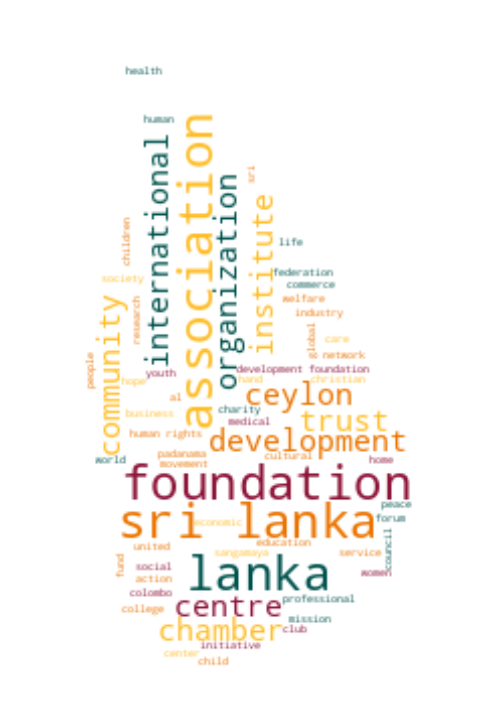 health
human
association
international
organization
sri
institute
children
life
society
federation
commerce
research
welfare
community
industry
global
care
network
people
youth
development foundation
hope
hand
christian
al
ceylon
business
charity
trust
medical
human rights
development
world
padanama
cultural
home
movement
foundation
peace
sri lanka
forum
economic
council
united
education
sangamaya
service
fund
social
lanka
women
action
colombo
centre
professional
college
mission
chamber
club
initiative
center
child